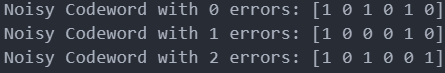 Noisy Codeword with 0 errors: [1 0 1 0 1 0]
Noisy Codeword with 1 errors: [1 0 0 0 1 0]
Noisy Codeword with 2 errors: [1 0 1 0 0 1]